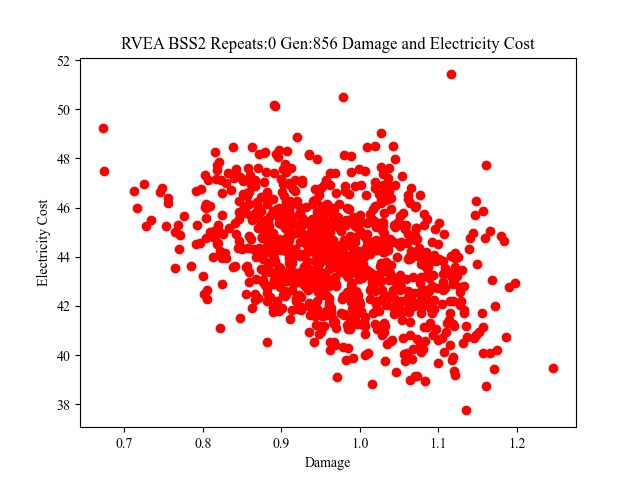 RVEA BSS2 Repeats:0 Gen:856 Damage and Electricity Cost
52
50
48
46
44
42
40
38
Electricity Cost
0.7 0.8 0.9 1.0 1.1 1.2
Damage